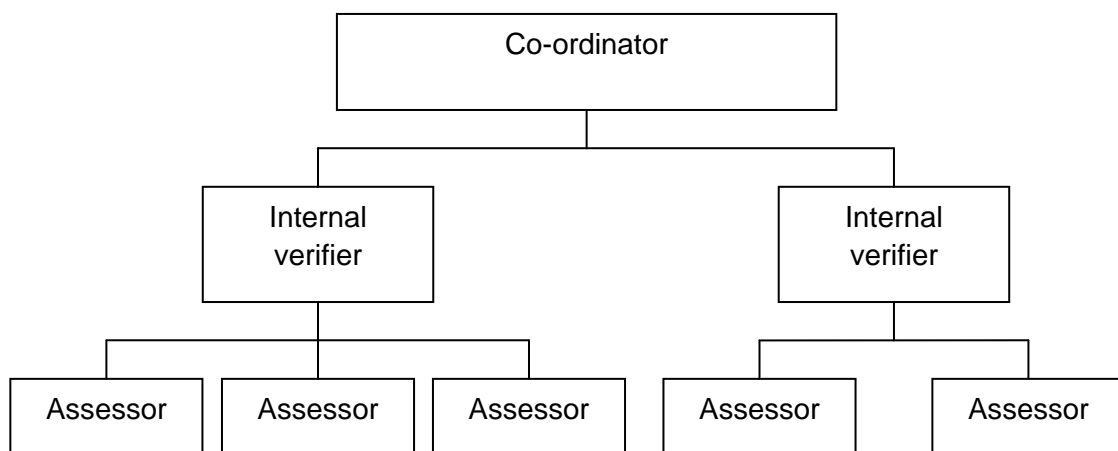 Co-ordinator
Internal
verifier
Internal
verifier
Assessor
Assessor
Assessor
Assessor
Assessor